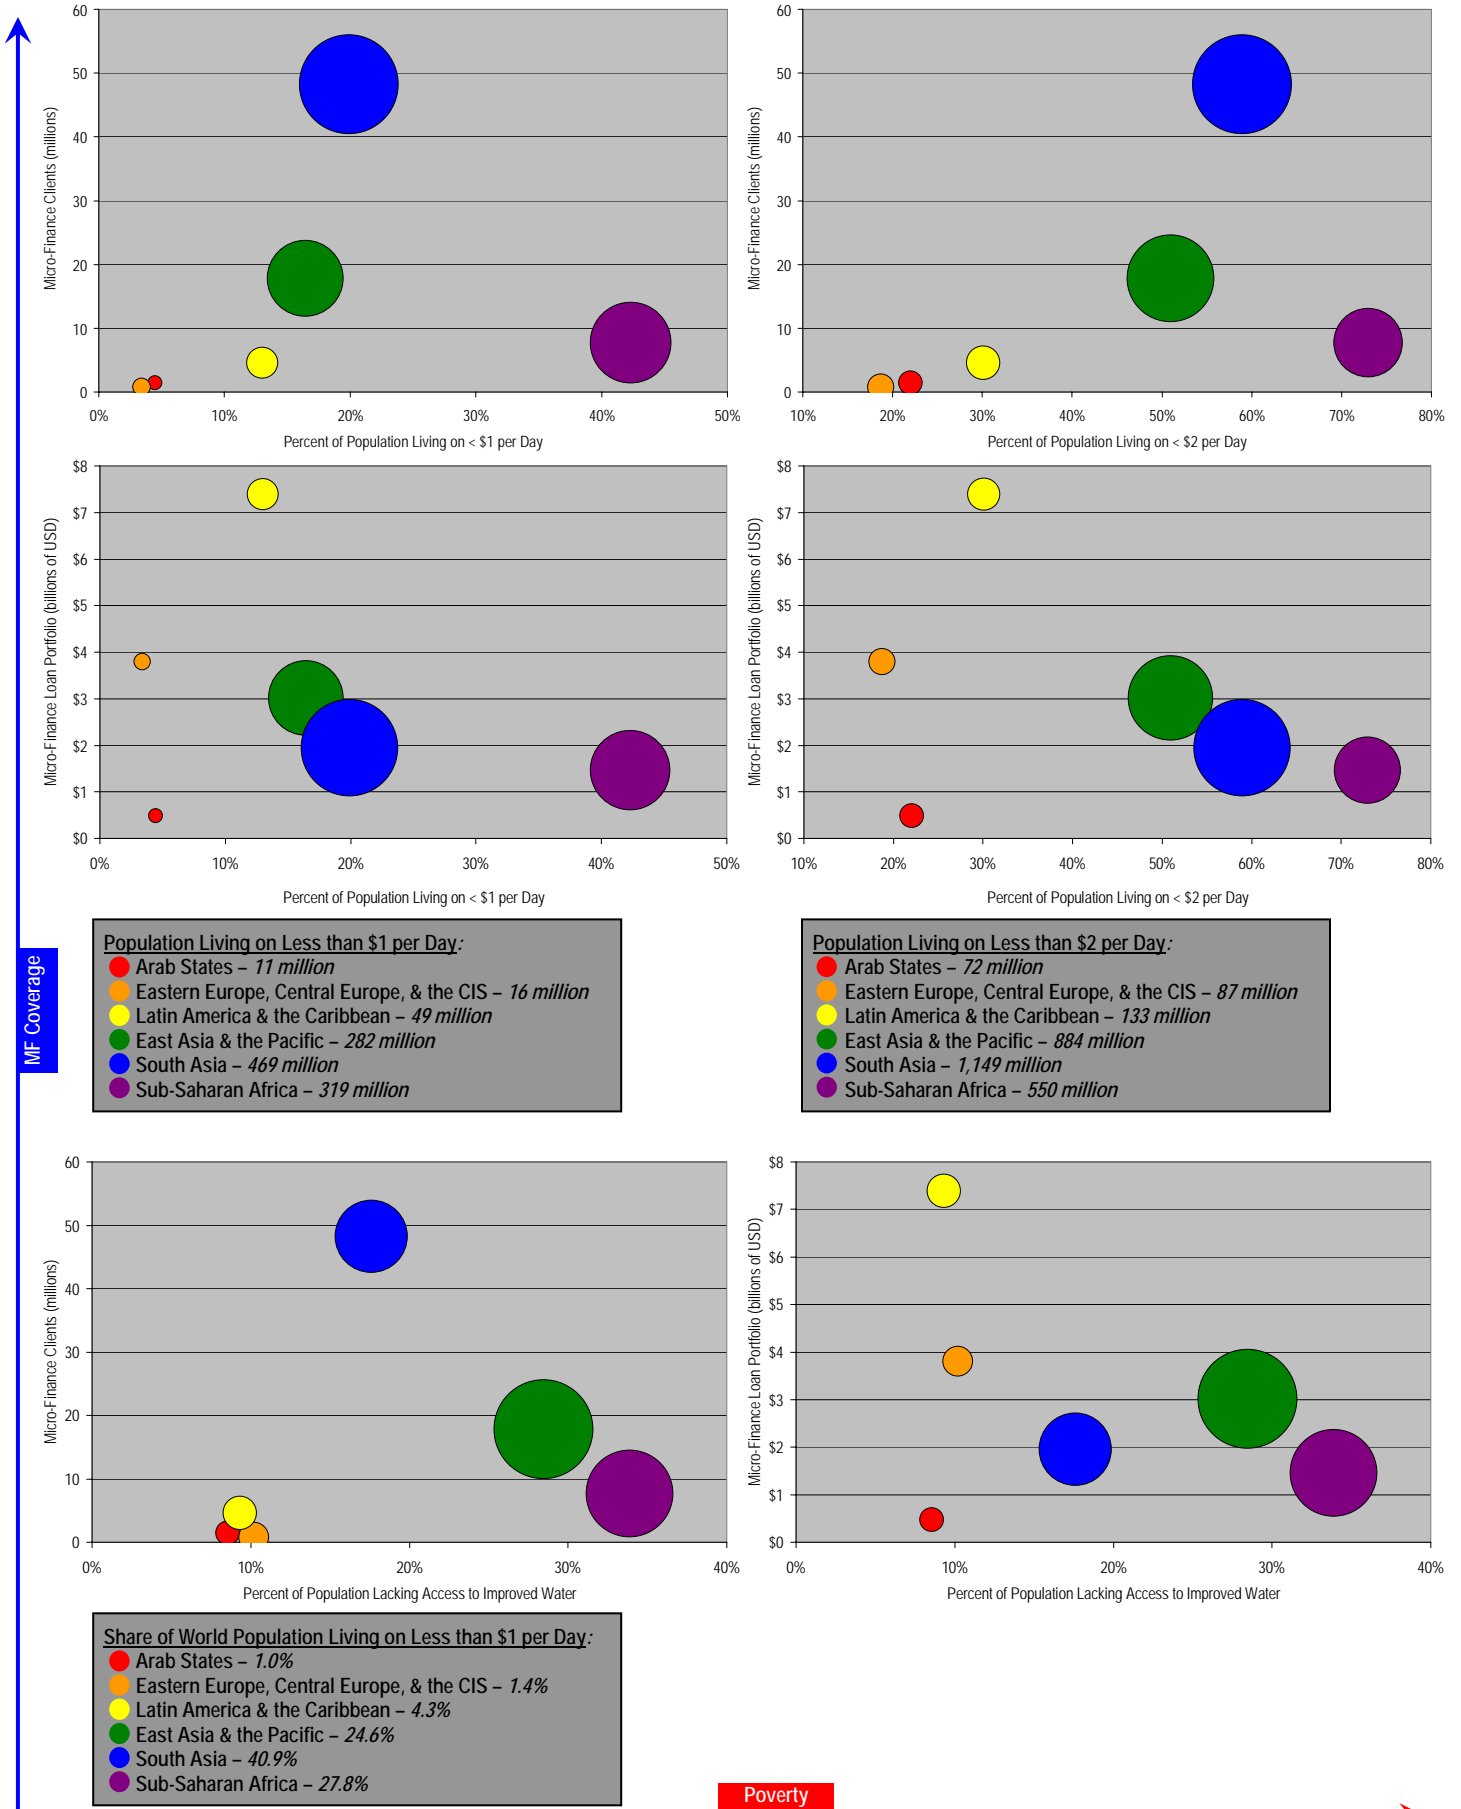 60
50
40
30
20
10
0
Micro-Finance Clients (millions)
0% 10% 20% 30% 40% 50%
Percent of Population Living on < $1 per Day
60
50
40
30
20
10
0
Micro-Finance Clients (millions)
10% 20% 30% 40% 50% 60% 70% 80%
Percent of Population Living on < $2 per Day
$8
$7
$6
$5
$4
$3
$2
$1
$0
Micro-Finance Loan Portfolio (billions of USD)
0% 10% 20% 30% 40% 50%
Percent of Population Living on < $1 per Day
$8
$7
$6
$5
$4
$3
$2
$1
$0
Micro-Finance Loan Portfolio (billions of USD)
10% 20% 30% 40% 50% 60% 70% 80%
Percent of Population Living on < $2 per Day
MF Coverage
Population Living on Less than $1 per Day:
Arab States – 11 million
Eastern Europe, Central Europe, & the CIS – 16 million
Latin America & the Caribbean – 49 million
East Asia & the Pacific – 282 million
South Asia – 469 million
Sub-Saharan Africa – 319 million
Population Living on Less than $2 per Day:
Arab States – 72 million
Eastern Europe, Central Europe, & the CIS – 87 million
Latin America & the Caribbean – 133 million
East Asia & the Pacific – 884 million
South Asia – 1,149 million
Sub-Saharan Africa – 550 million
60
50
40
30
20
10
0
Micro-Finance Clients (millions)
0% 10% 20% 30% 40%
Percent of Population Lacking Access to Improved Water
$8
$7
$6
$5
$4
$3
$2
$1
$0
Micro-Finance Loan Portfolio (billions of USD)
0% 10% 20% 30% 40%
Percent of Population Lacking Access to Improved Water
Share of World Population Living on Less than $1 per Day:
Arab States – 1.0%
Eastern Europe, Central Europe, & the CIS – 1.4%
Latin America & the Caribbean – 4.3%
East Asia & the Pacific – 24.6%
South Asia – 40.9%
Sub-Saharan Africa – 27.8%
Poverty